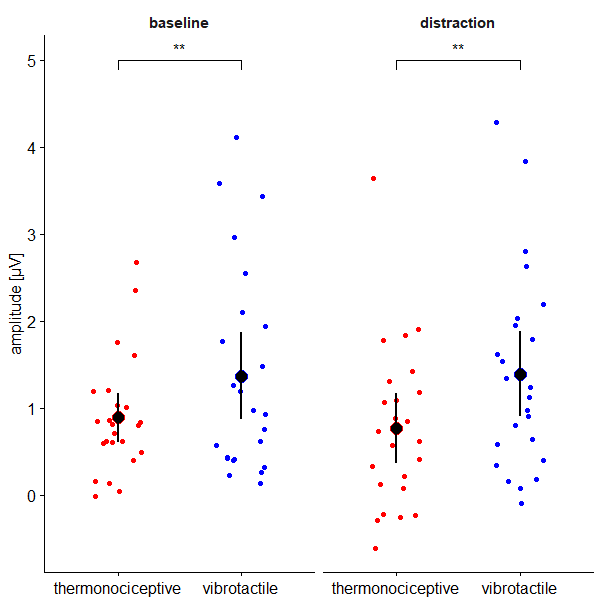 baseline
distraction
**
**
5
4
3
2
1
0
amplitude [µV]
thermonociceptive
vibrotactile
thermonociceptive
vibrotactile